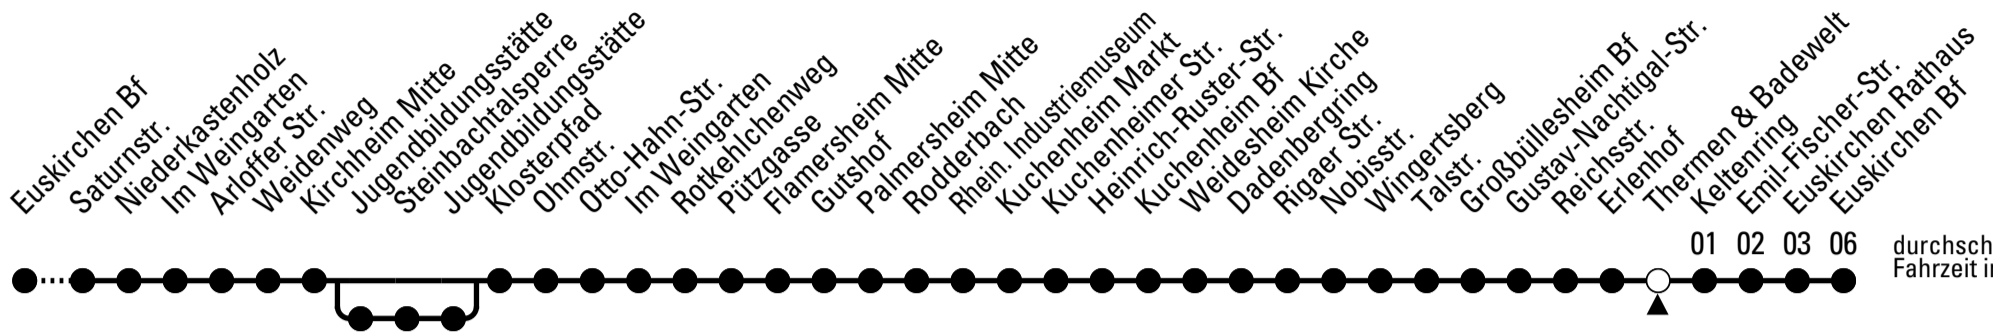 Euskirchen Bf
Saturnstr.
Niederkastenholz
Im Weingarten
Arloffer Str.
Weidenweg
Kirchheim Mitte
Jugendbildungsstätte
Steinbachtalsperre
Jugendbildungsstätte
Klosterpfad
Ohmstr.
Otto-Hahn-Str.
Im Weingarten
Rotkehlchenweg
Pützgasse
Flamersheim Mitte
Gutshof
Palmersheim Mitte
Rodderbach
Rhein. Industriemuseum
Kuchenheim Markt
Kuchenheimer Str.
Heinrich-Ruster-Str.
Kuchenheim Bf
Weidesheim Kirche
Dadenbergring
Rigaer Str.
Nobisstr.
Wingertsberg
Talstr.
Großbüllesheim Bf
Gustav-Nachtigal-Str.
Reichsstr.
Erlenhof
Thermen & Badewelt
Keltenring
Emil-Fischer-Str.
Euskirchen Rathaus
Euskirchen Bf
01 02 03 06
durchsch
Fahrzeit i